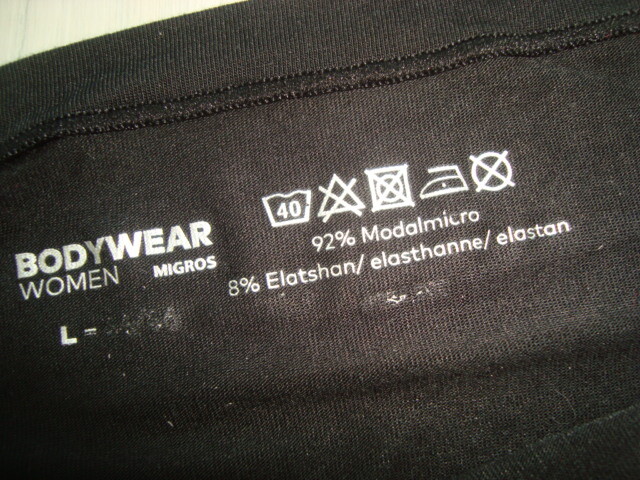 40
BODYWEAR
WOMEN MIGROS
L -
92% Modalmicro
8% Elatshan/ elasthanne/ elastan